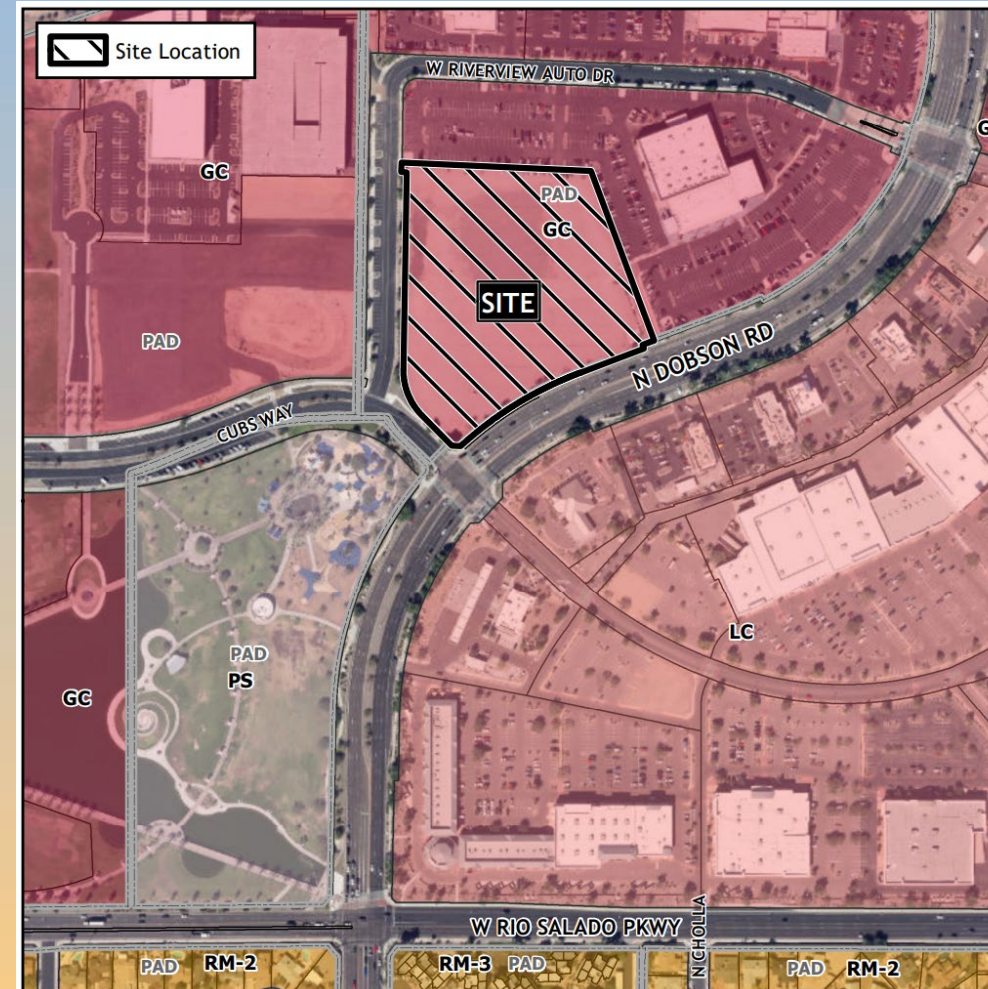 Site Location
W RIVERVIEW AUTO DR
G
GC
PAD
GC
SITE
PAD
N DOBSON RD
CUBS WAY
LC
PAD
PS
GC
W RIO SALADO PKWY
N CHOLLA
PAD RM-2
RM-3 PAD
PAD RM-2